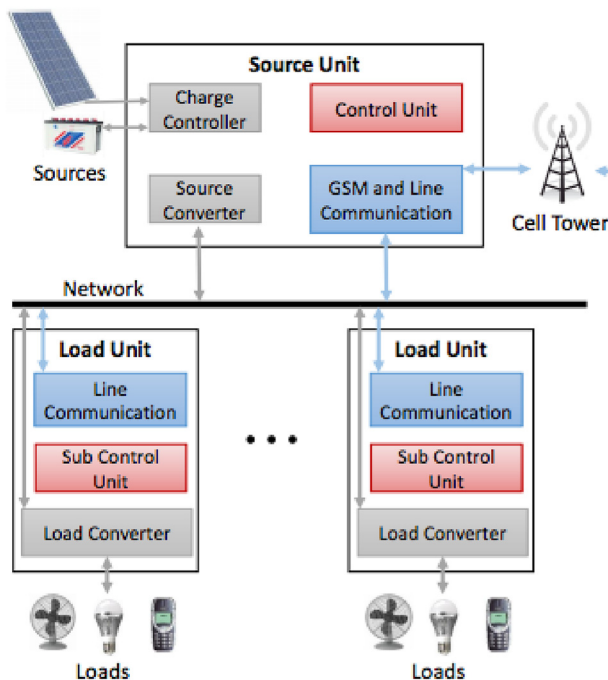 Source Unit
Charge
Controller
Control Unit
Sources
Source
Converter
GSM and Line
Communication
Cell Tower
Network
Load Unit
Line
Communication
Sub Control
Unit
Load Converter
Loads
Load Unit
Line
Communication
Sub Control
Unit
Load Converter
Loads